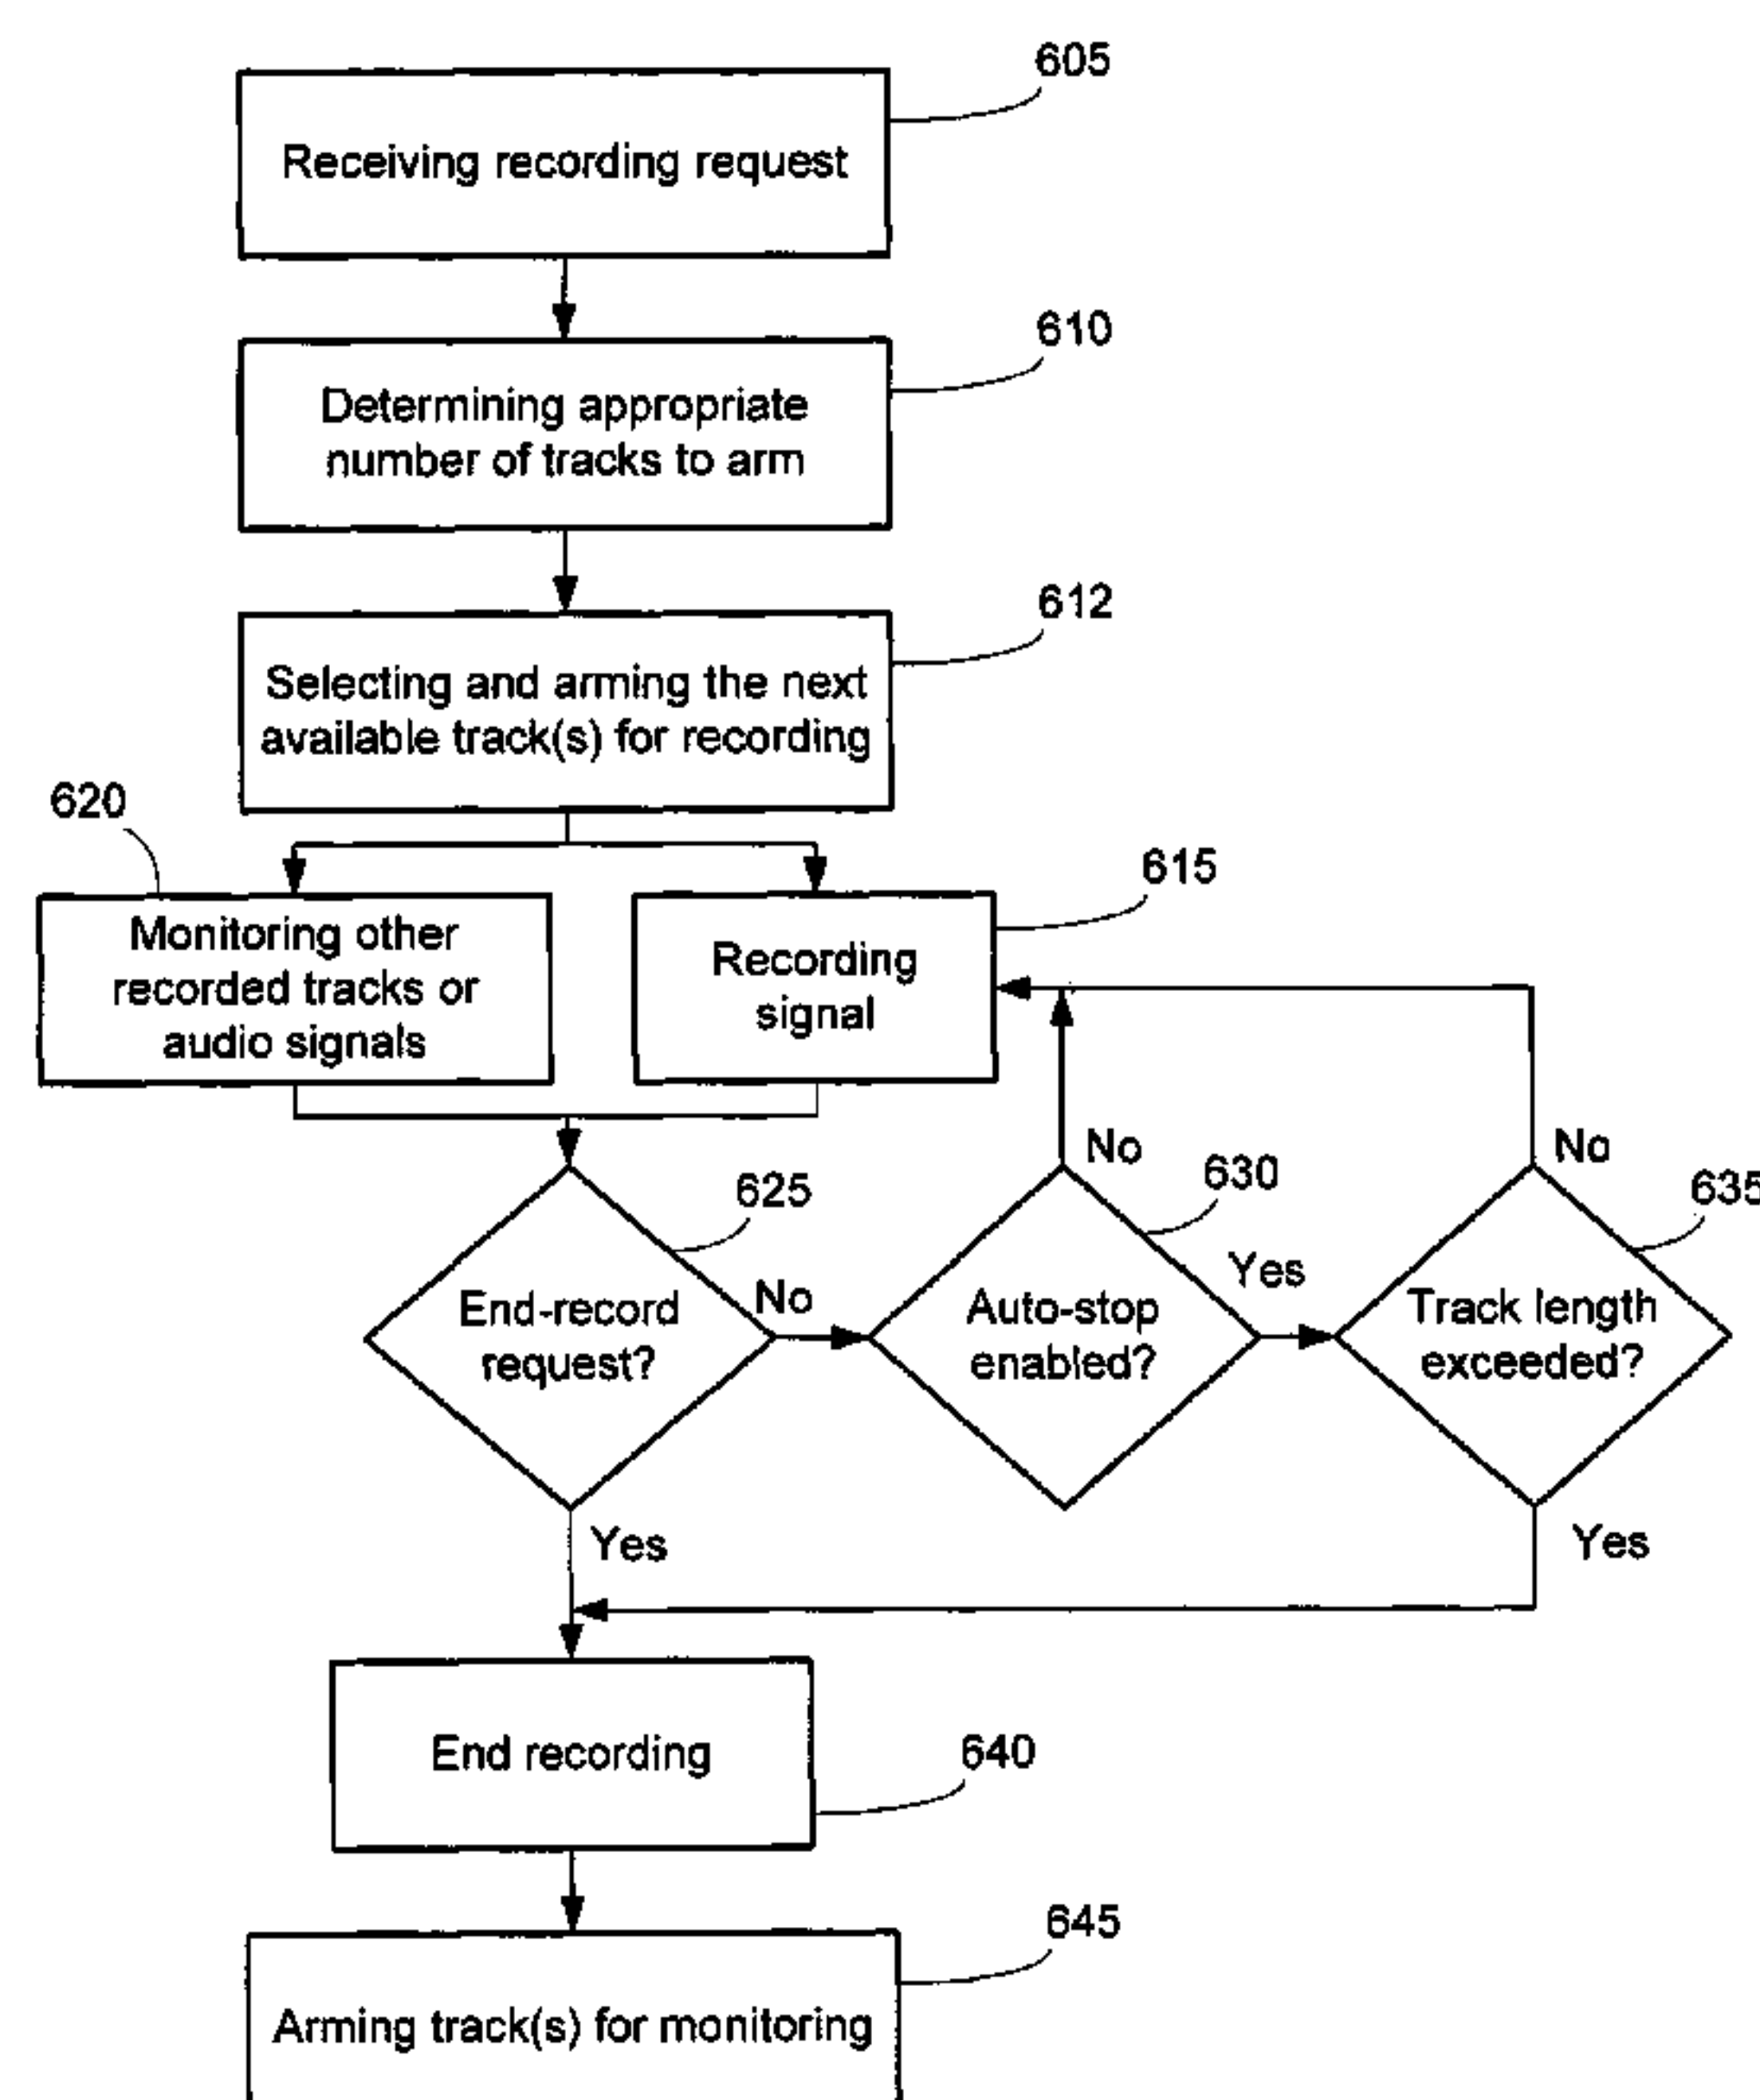 605
Receiving recording request
610
Determining appropriate
number of tracks to arm
612
Selecting and arming the next
available track(s) for recording
620
615
Monitoring other
recorded tracks or
audio signals
Recording
signal
No
No
625
630
635
End-record
request?
No
Auto-stop
enabled?
Yes
Track length
exceeded?
Yes
Yes
End recording
640
645
Arming track(s) for monitoring